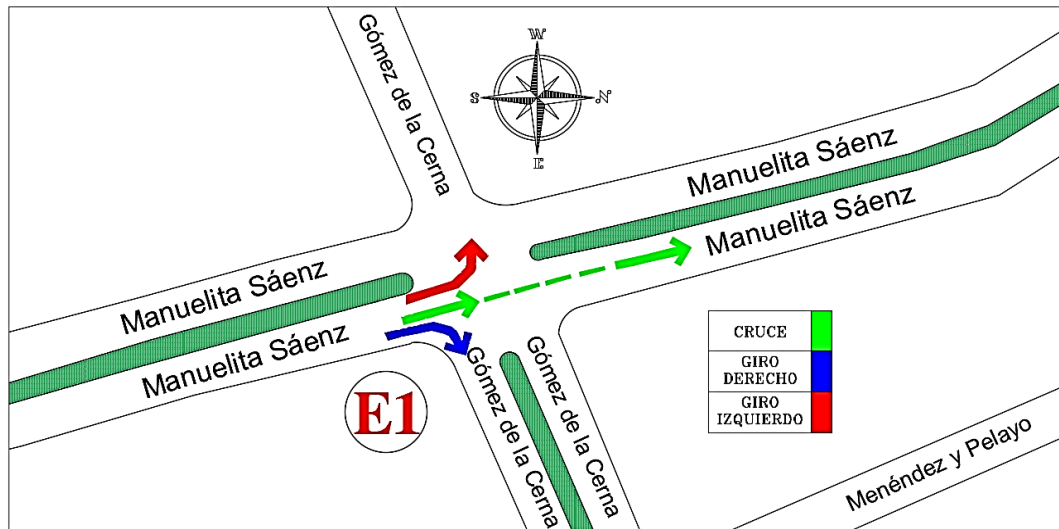 W
S
N
E
Gómez de la Cerna
Manuelita Sáenz
Manuelita Sáenz
Manuelita Sáenz
Manuelita Sáenz
Gómez de la Cerna
Gómez de la Cerna
E1
CRUCE
GIRO
DERECHO
GIRO
IZQUIERDO
Menéndez y Pelayo